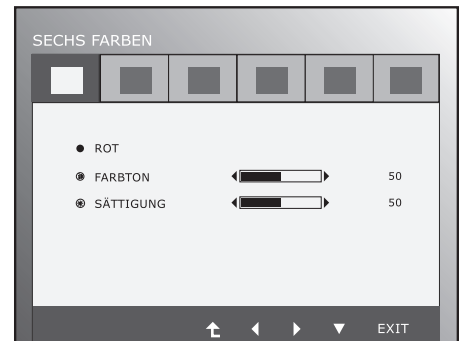 SECHS FARBEN
ROT
FARBTON 50
SÄTTIGUNG 50
EXIT